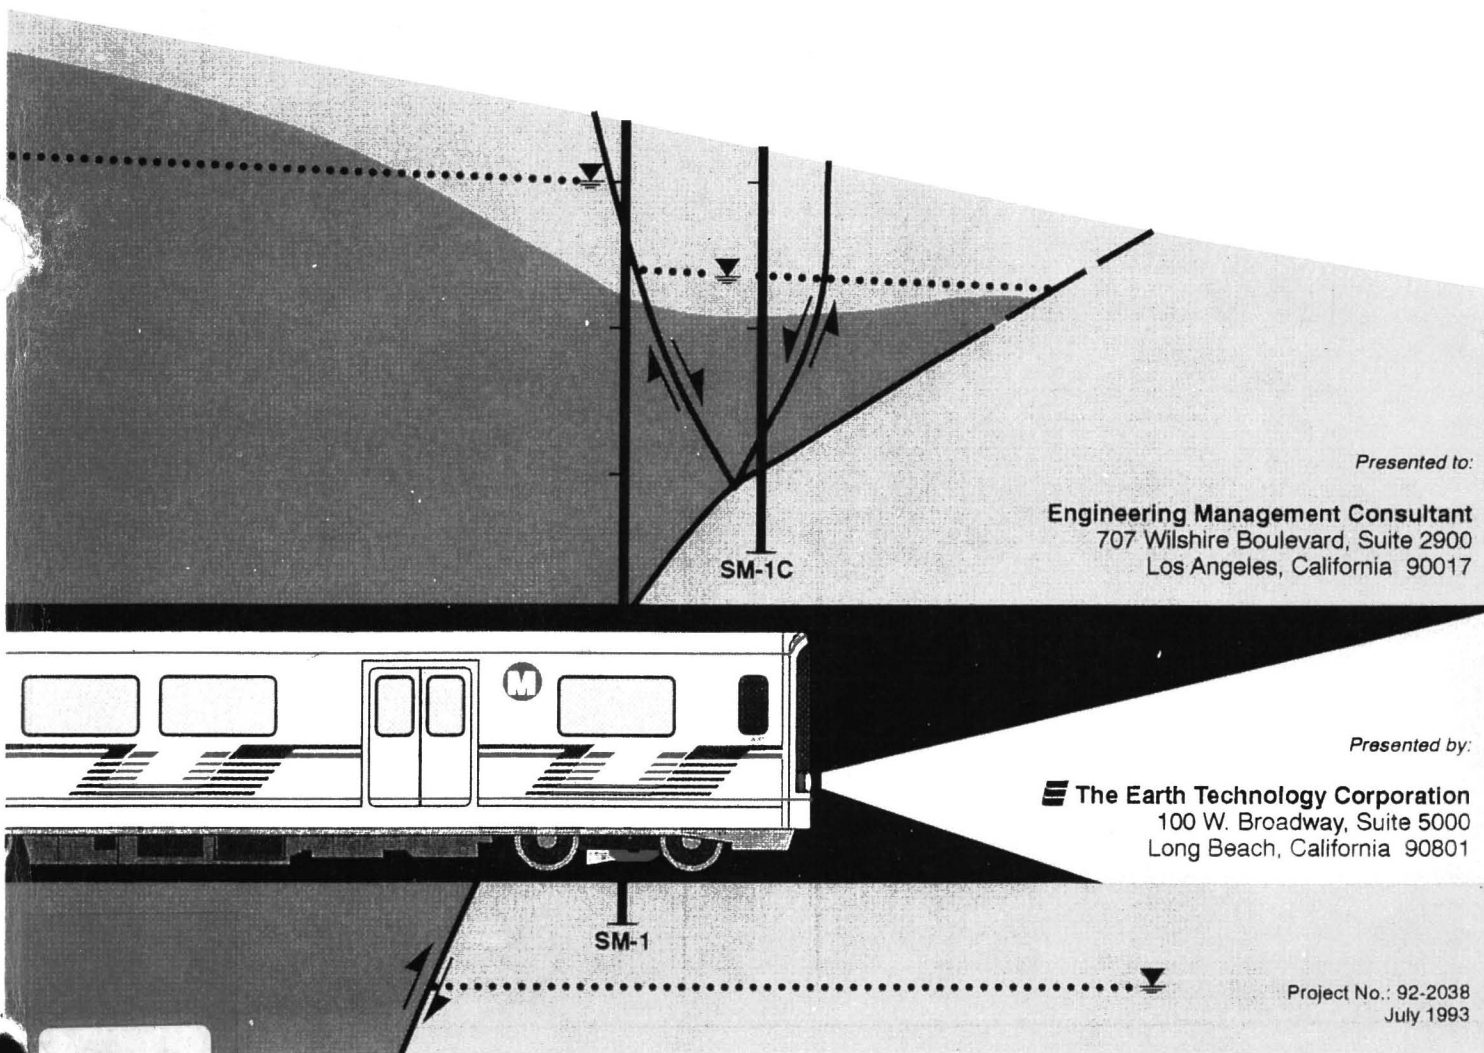 Presented to:
Engineering Management Consultant
707 Wilshire Boulevard, Suite 2900
Los Angeles, California 90017
SM-1C
M
Presented by:
The Earth Technology Corporation
100 W. Broadway, Suite 5000
Long Beach, California 90801
SM-1
Project No.: 92-2038
July 1993